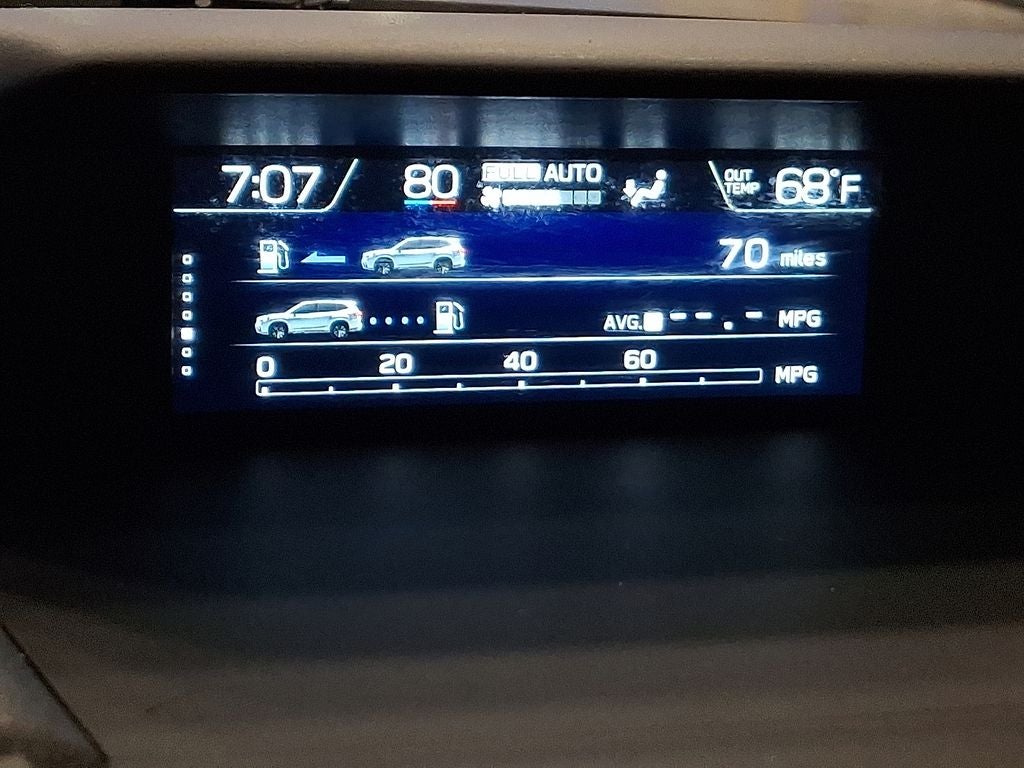 7:07 80 FULL AUTO OUT TEMP 68°F
70 miles
AVG. --.- MPG
0 20 40 60
MPG